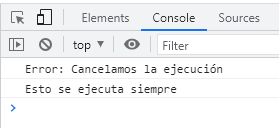 Elements Console Sources
top Filter
Error: Cancelamos la ejecución
Esto se ejecuta siempre